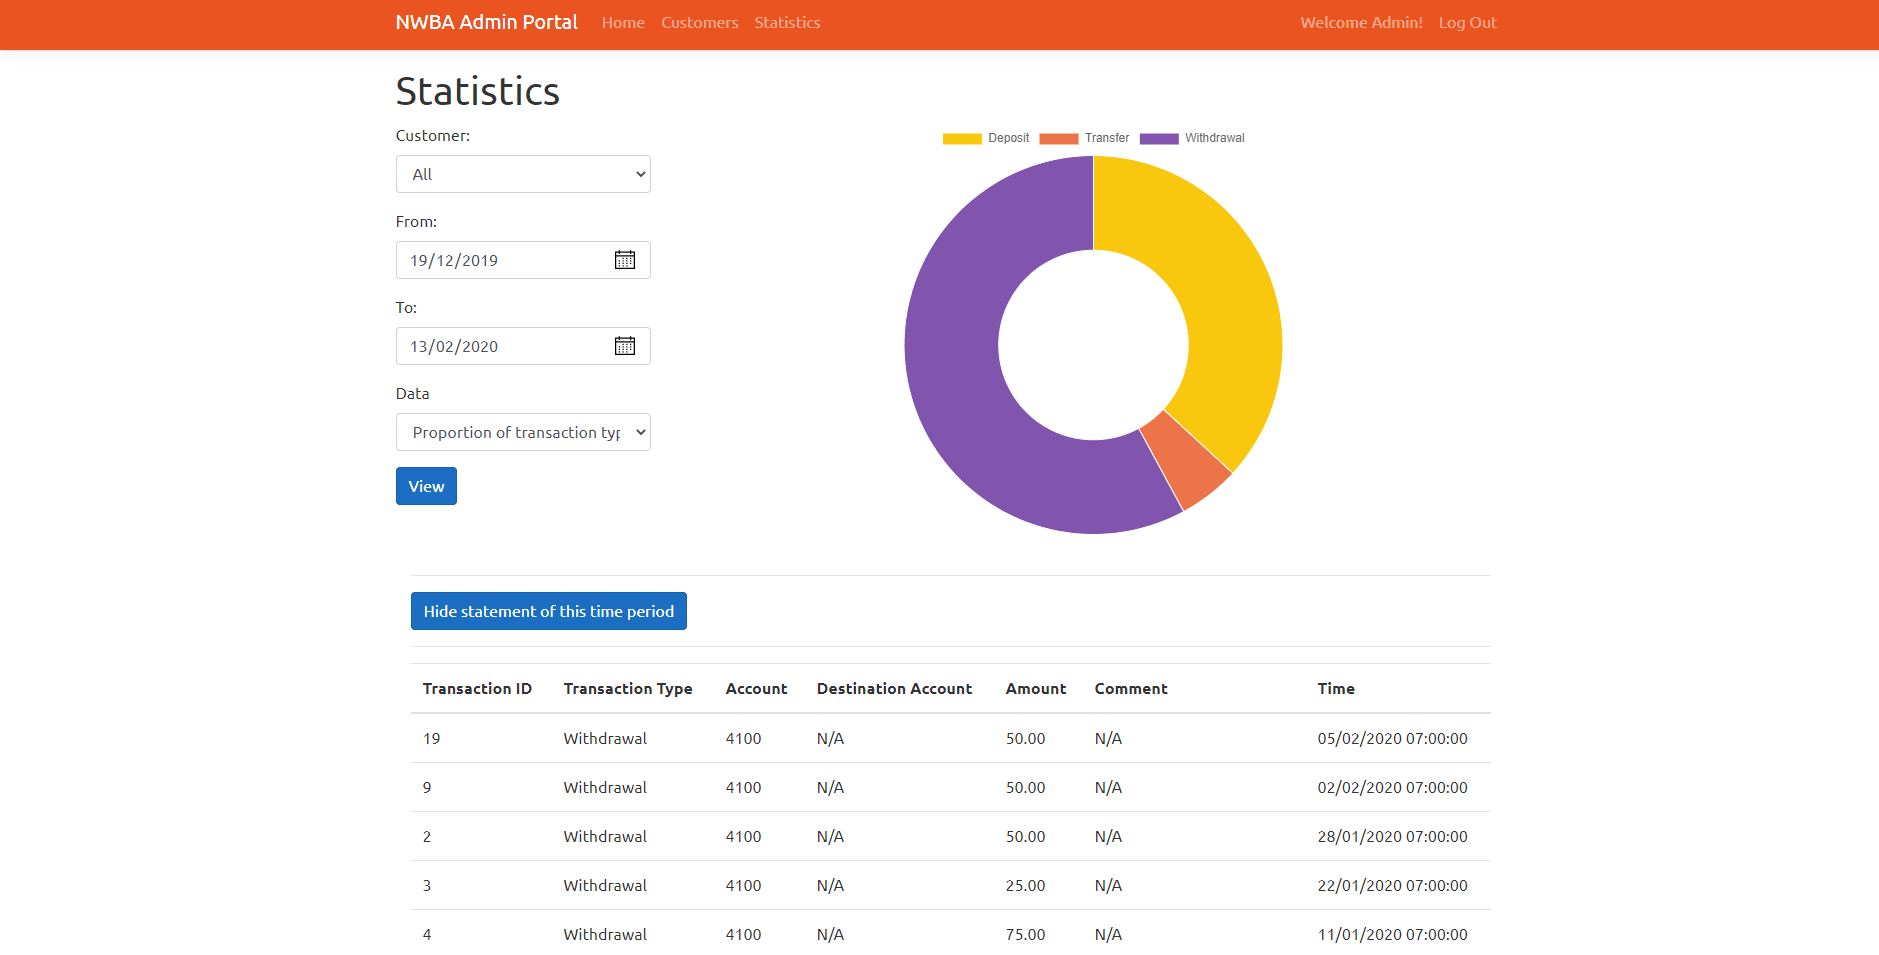 NWBA Admin Portal Home Customers Statistics Welcome Admin! Log Out
Statistics
Customer:
All
From:
19/12/2019
To:
13/02/2020
Data
Proportion of transaction typ
View
Deposit Transfer Withdrawal
Hide statement of this time period
Transaction ID Transaction Type Account Destination Account Amount Comment Time
19 Withdrawal 4100 N/A 50.00 N/A 05/02/2020 07:00:00
9 Withdrawal 4100 N/A 50.00 N/A 02/02/2020 07:00:00
2 Withdrawal 4100 N/A 50.00 N/A 28/01/2020 07:00:00
3 Withdrawal 4100 N/A 25.00 N/A 22/01/2020 07:00:00
4 Withdrawal 4100 N/A 75.00 N/A 11/01/2020 07:00:00